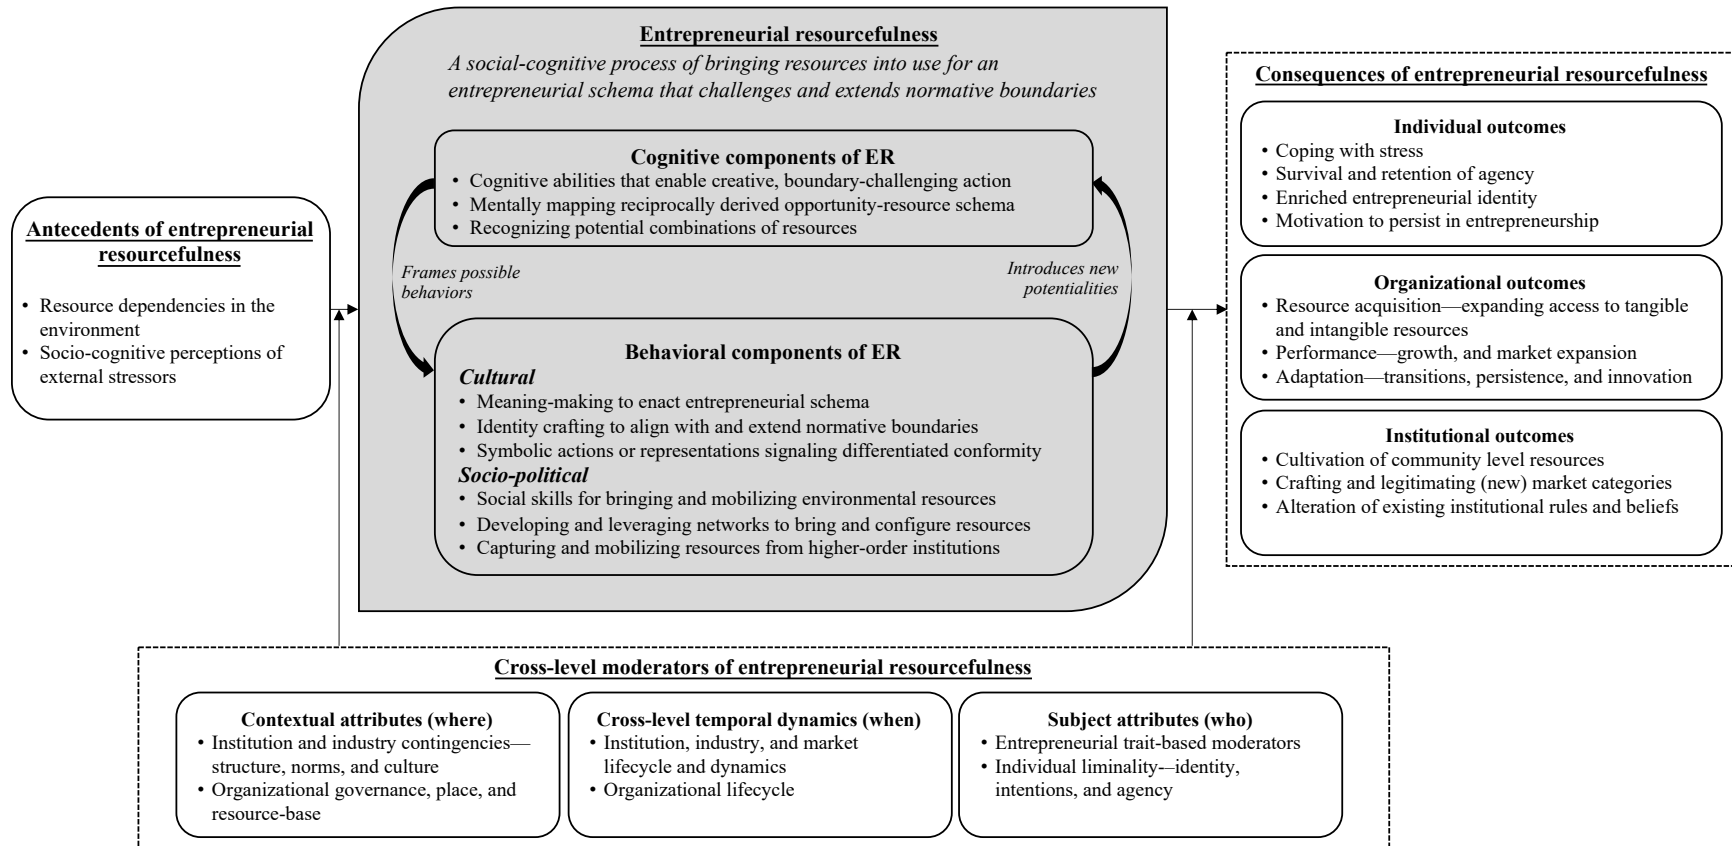 Antecedents of entrepreneurial
resourcefulness
• Resource dependencies in the
environment
• Socio-cognitive perceptions of
external stressors
Entrepreneurial resourcefulness
A social-cognitive process of bringing resources into use for an
entrepreneurial schema that challenges and extends normative boundaries
Cognitive components of ER
• Cognitive abilities that enable creative, boundary-challenging action
• Mentally mapping reciprocally derived opportunity-resource schema
• Recognizing potential combinations of resources
Frames possible
behaviors
Introduces new
potentialities
Behavioral components of ER
Cultural
• Meaning-making to enact entrepreneurial schema
• Identity crafting to align with and extend normative boundaries
• Symbolic actions or representations signaling differentiated conformity
Socio-political
• Social skills for bringing and mobilizing environmental resources
• Developing and leveraging networks to bring and configure resources
• Capturing and mobilizing resources from higher-order institutions
Consequences of entrepreneurial resourcefulness
Individual outcomes
• Coping with stress
• Survival and retention of agency
• Enriched entrepreneurial identity
• Motivation to persist in entrepreneurship
Organizational outcomes
• Resource acquisition—expanding access to tangible
and intangible resources
• Performance—growth, and market expansion
• Adaptation—transitions, persistence, and innovation
Institutional outcomes
• Cultivation of community level resources
• Crafting and legitimating (new) market categories
• Alteration of existing institutional rules and beliefs
Cross-level moderators of entrepreneurial resourcefulness
Contextual attributes (where)
• Institution and industry contingencies—
structure, norms, and culture
• Organizational governance, place, and
resource-base
Cross-level temporal dynamics (when)
• Institution, industry, and market
lifecycle and dynamics
• Organizational lifecycle
Subject attributes (who)
• Entrepreneurial trait-based moderators
• Individual liminality-–identity,
intentions, and agency